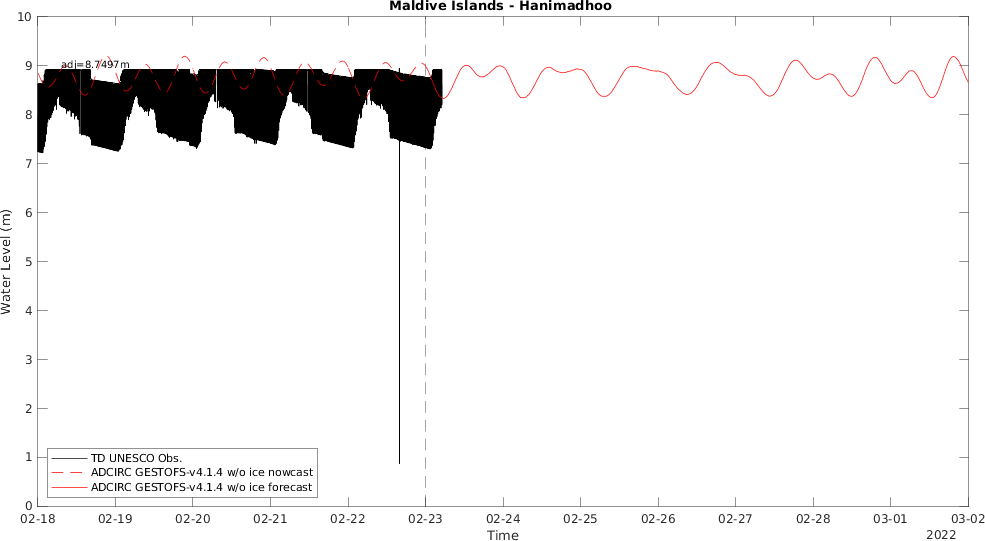 Maldive Islands - Hanimadhoo
10
9
8
7
6
5
4
3
2
1
0
Water Level (m)
adj=8.7497m
TD UNESCO Obs.
ADCIRC GESTOFS-v4.1.4 w/o ice nowcast
ADCIRC GESTOFS-v4.1.4 w/o ice forecast
02-18 02-19 02-20 02-21 02-22 02-23 02-24 02-25 02-26 02-27 02-28 03-01 03-02
Time
2022